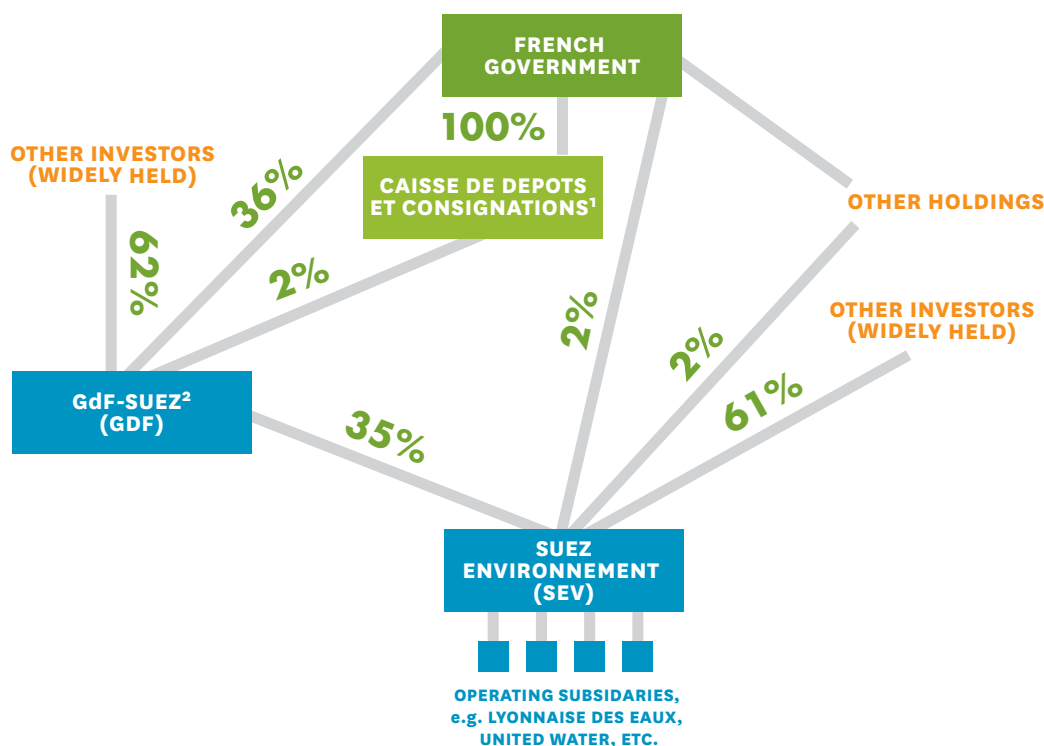 FRENCH
GOVERNMENT
100%
OTHER INVESTORS
(WIDELY HELD)
36%
CAISSE DE DEPOTS
ET CONSIGNATIONS¹
OTHER HOLDINGS
62%
2%
2%
OTHER INVESTORS
(WIDELY HELD)
2%
61%
GdF-SUEZ²
(GDF)
35%
SUEZ
ENVIRONNEMENT
(SEV)
OPERATING SUBSIDARIES,
e.g. LYONNAISE DES EAUX,
UNITED WATER, ETC.